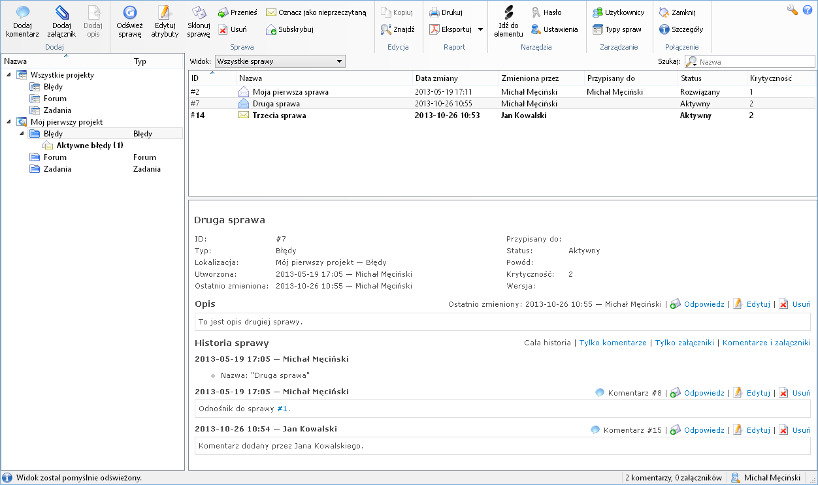 Dodaj komentarz
Dodaj załącznik
Dodaj opis
Dodaj
Odśwież sprawę
Edytuj atrybuty
Sklonuj sprawę
Przenieś
Usuń
Oznacz jako nieprzeczytaną
Subskrybuj
Sprawa
Kopiuj
Znajdź
Edycja
Drukuj
Eksportuj
Raport
Idź do elementu
Hasło
Ustawienia
Narzędzia
Użytkownicy
Typy spraw
Zarządzanie
Zamknij
Szczegóły
Połączenie
Nazwa Typ
Wszystkie projekty
Błędy
Forum
Zadania
Mój pierwszy projekt
Błędy Błędy
Aktywne błędy (1)
Forum Forum
Zadania Zadania
Widok: Wszystkie sprawy Szukaj: Nazwa
ID Nazwa Data zmiany Zmieniona przez Przypisany do Status Krytyczność
#2 Moja pierwsza sprawa 2013-05-19 17:11 Michał Męciński Michał Męciński Rozwiązany 1
#7 Druga sprawa 2013-10-26 10:55 Michał Męciński Aktywny 2
#14 Trzecia sprawa 2013-10-26 10:53 Jan Kowalski Aktywny 2
Druga sprawa
ID: #7 Przypisany do:
Typ: Błędy Status: Aktywny
Lokalizacja: Mój pierwszy projekt — Błędy Powód:
Utworzona: 2013-05-19 17:05 — Michał Męciński Krytyczność: 2
Ostatnio zmieniona: 2013-10-26 10:55 — Michał Męciński Wersja:
Opis Ostatnio zmieniony: 2013-10-26 10:55 — Michał Męciński | Odpowiedz | Edytuj | Usuń
To jest opis drugiej sprawy.
Historia sprawy Cała historia | Tylko komentarze | Tylko załączniki | Komentarze i załączniki
2013-05-19 17:05 — Michał Męciński
Nazwa: "Druga sprawa"
2013-05-19 17:05 — Michał Męciński Komentarz #8 | Odpowiedz | Edytuj | Usuń
Odnośnik do sprawy #1.
2013-10-26 10:54 — Jan Kowalski Komentarz #15 | Odpowiedz | Edytuj | Usuń
Komentarz dodany przez Jana Kowalskiego.
Widok został pomyślnie odświeżony. 2 komentarzy, 0 załączników Michał Męciński